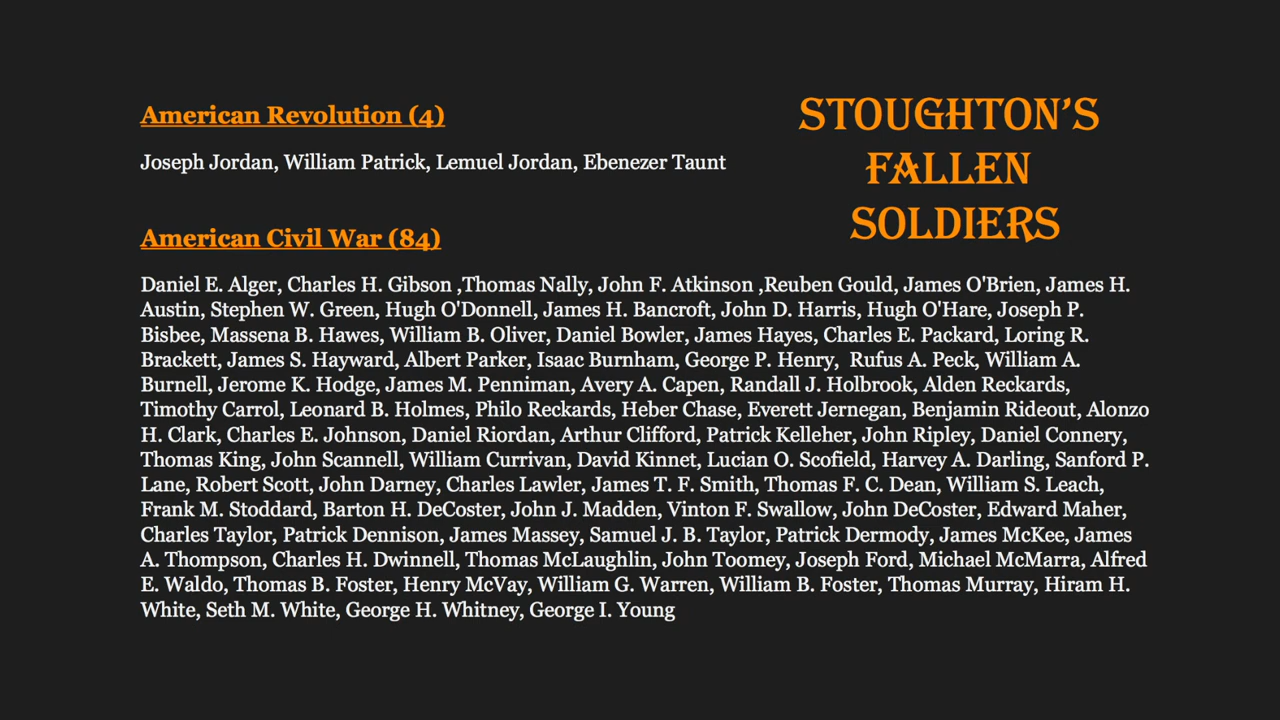 American Revolution (4)
Joseph Jordan, William Patrick, Lemuel Jordan, Ebenezer Taunt
STOUGHTON'S
FALLEN
SOLDIERS
American Civil War (84)
Daniel E. Alger, Charles H. Gibson ,Thomas Nally, John F. Atkinson ,Reuben Gould, James O'Brien, James H.
Austin, Stephen W. Green, Hugh O'Donnell, James H. Bancroft, John D. Harris, Hugh O'Hare, Joseph P.
Bisbee, Massena B. Hawes, William B. Oliver, Daniel Bowler, James Hayes, Charles E. Packard, Loring R.
Brackett, James S. Hayward, Albert Parker, Isaac Burnham, George P. Henry,  Rufus A. Peck, William A.
Burnell, Jerome K. Hodge, James M. Penniman, Avery A. Capen, Randall J. Holbrook, Alden Reckards,
Timothy Carrol, Leonard B. Holmes, Philo Reckards, Heber Chase, Everett Jernegan, Benjamin Rideout, Alonzo
H. Clark, Charles E. Johnson, Daniel Riordan, Arthur Clifford, Patrick Kelleher, John Ripley, Daniel Connery,
Thomas King, John Scannell, William Currivan, David Kinnet, Lucian O. Scofield, Harvey A. Darling, Sanford P.
Lane, Robert Scott, John Darney, Charles Lawler, James T. F. Smith, Thomas F. C. Dean, William S. Leach,
Frank M. Stoddard, Barton H. DeCoster, John J. Madden, Vinton F. Swallow, John DeCoster, Edward Maher,
Charles Taylor, Patrick Dennison, James Massey, Samuel J. B. Taylor, Patrick Dermody, James McKee, James
A. Thompson, Charles H. Dwinnell, Thomas McLaughlin, John Toomey, Joseph Ford, Michael McMarra, Alfred
E. Waldo, Thomas B. Foster, Henry McVay, William G. Warren, William B. Foster, Thomas Murray, Hiram H.
White, Seth M. White, George H. Whitney, George I. Young